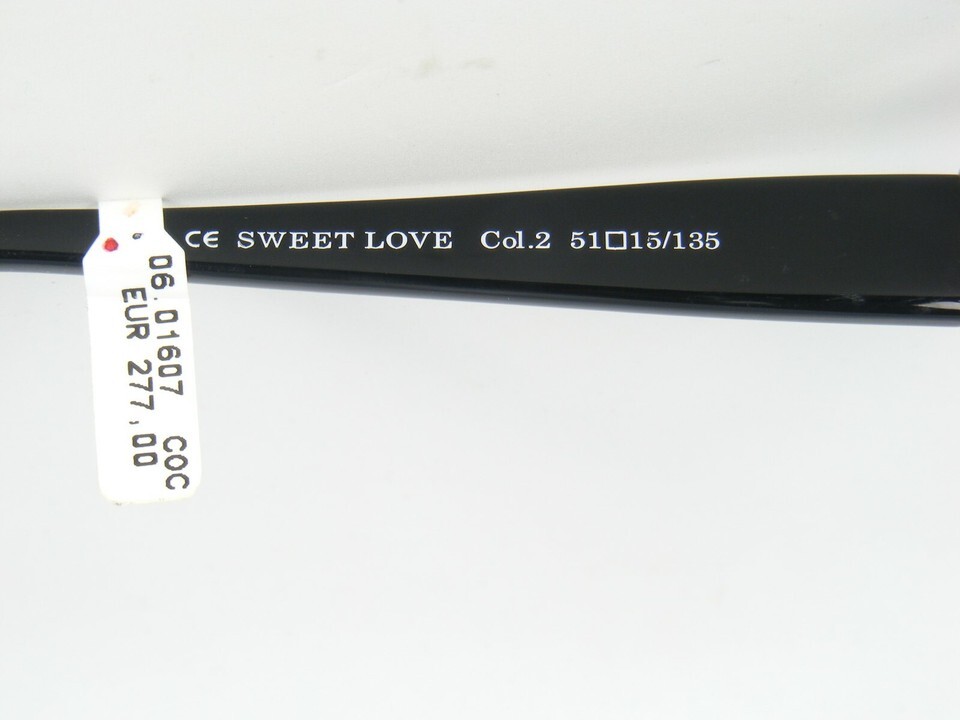 CE SWEET LOVE Col.2 51□15/135
06.01607 COC
EUR 277,00